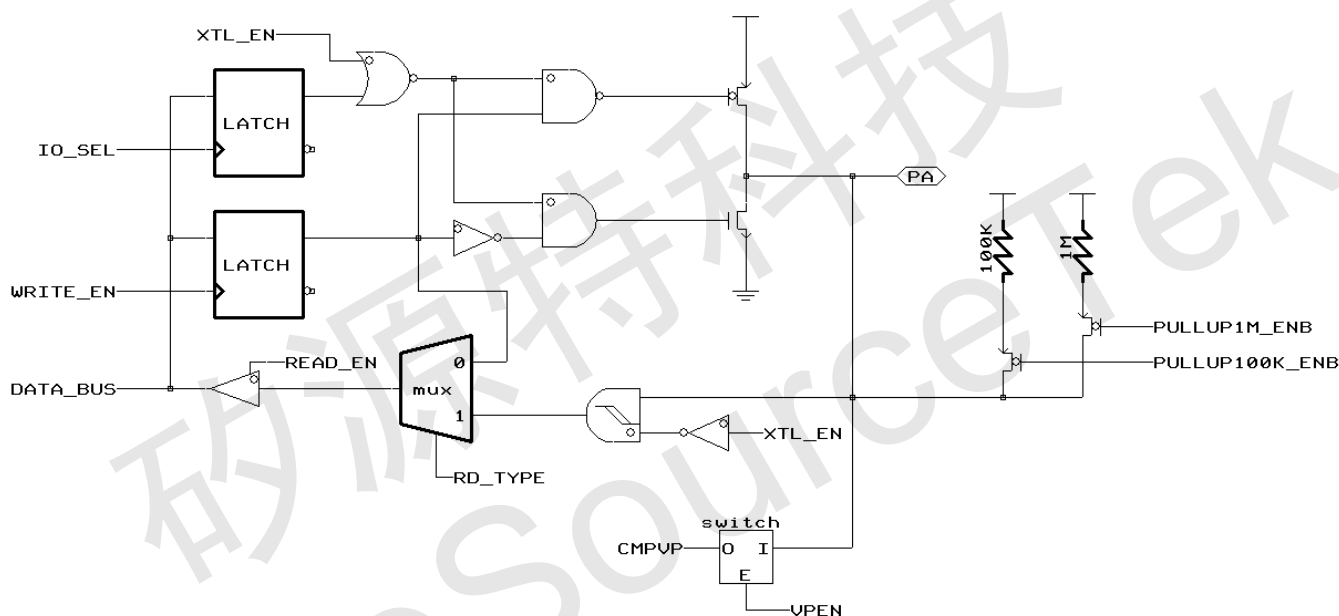 XTL_EN
LATCH
IO_SEL
PA
100K
1M
LATCH
WRITE_EN
PULLUP1M_ENB
READ_EN
0
PULLUP100K_ENB
DATA_BUS
mux
1
XTL_EN
RD_TYPE
switch
CMPVP
O I
E
VPEN
矽源特科技
SourceTek